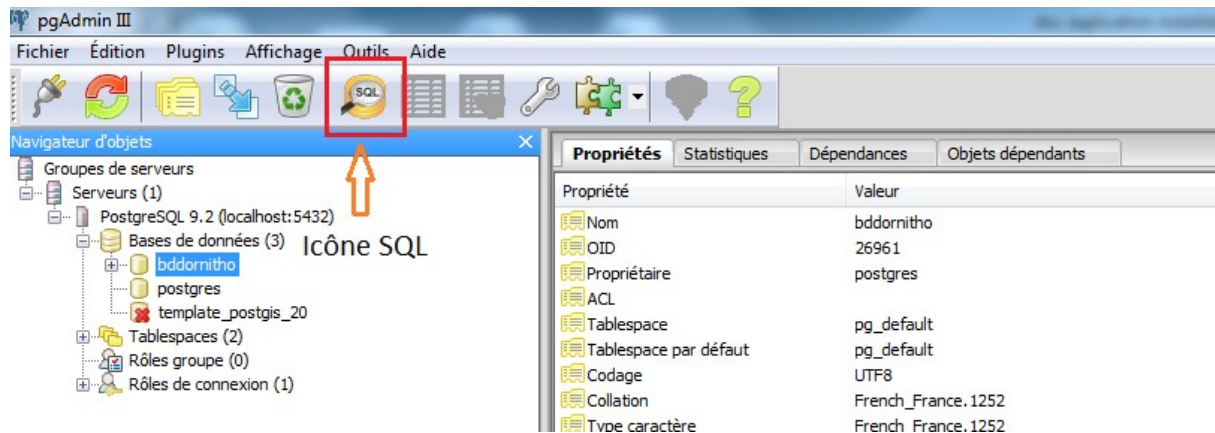 pgAdmin III
Fichier Édition Plugins Affichage Outils Aide
SQL
Navigateur d'objets
Groupes de serveurs
Serveurs (1)
PostgreSQL 9.2 (localhost:5432)
Bases de données (3)
bddornitho
postgres
template_postgis_20
Tablespaces (2)
Rôles groupe (0)
Rôles de connexion (1)
Icône SQL
Propriétés Statistiques Dépendances Objets dépendants
Propriété Valeur
Nom bddornitho
OID 26961
Propriétaire postgres
ACL
Tablespace pg_default
Tablespace par défaut pg_default
Codage UTF8
Collation French_France.1252
Type caractère French_France.1252